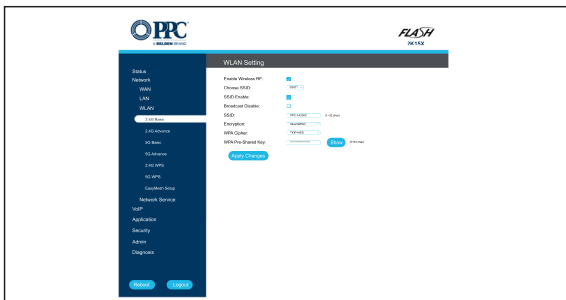 PPC
A BELDEN BRAND
FLASH
2K15X
WLAN Setting
Status
Network
WAN
LAN
WLAN
2.4G Basic
2.4G Advance
5G Basic
5G Advance
2.4G WPS
5G WPS
EasyMesh Setup
Network Service
VoIP
Application
Security
Admin
Diagnosis
Reboot Logout
Enable Wireless RF:
Choose SSID: SSID1
SSID Enable:
Broadcast Disable:
SSID:
Encryption:
WPA Cipher:
WPA Pre-Shared Key: Show
Apply Changes